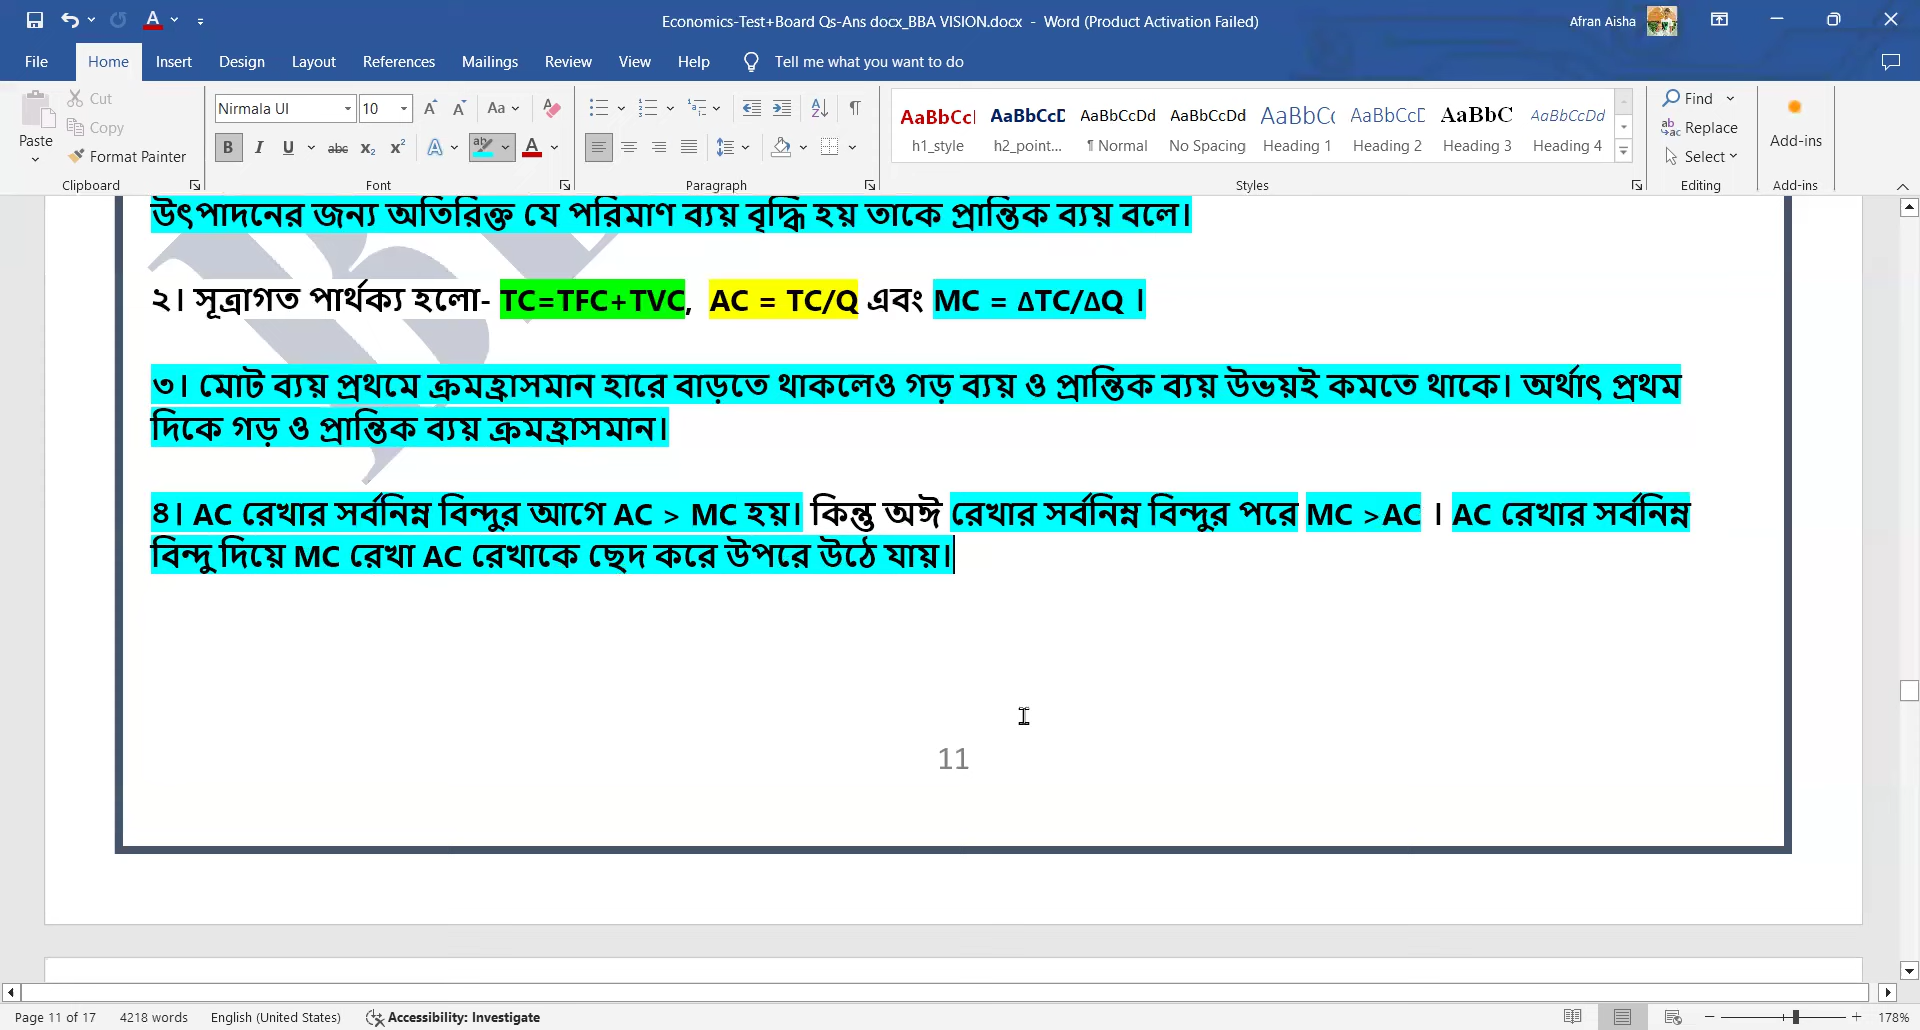 Economics-Test+Board Qs-Ans docx_BBA VISION.docx - Word (Product Activation Failed)
Afran Aisha
File Home Insert Design Layout References Mailings Review View Help Tell me what you want to do
Paste
Cut
Copy
Format Painter
Clipboard
Nirmala UI 10
Font
Paragraph
AaBbCcI AaBbCcD AaBbCcDd AaBbCcDd AaBbCc AaBbCcD AaBbC AaBbCcDd
h1_style h2_point... ¶ Normal No Spacing Heading 1 Heading 2 Heading 3 Heading 4
Styles
Find
Replace
Select
Editing
Add-ins
Add-ins
উৎপাদনের জন্য অতিরিক্ত যে পরিমাণ ব্যয় বৃদ্ধি হয় তাকে প্রান্তিক ব্যয় বলে।
২। সূত্রাগত পার্থক্য হলো- TC=TFC+TVC, AC = TC/Q এবং MC = ΔTC/ΔQ ।
৩। মোট ব্যয় প্রথমে ক্রমহ্রাসমান হারে বাড়তে থাকলেও গড় ব্যয় ও প্রান্তিক ব্যয় উভয়ই কমতে থাকে। অর্থাৎ প্রথম
দিকে গড় ও প্রান্তিক ব্যয় ক্রমহ্রাসমান।
৪। AC রেখার সর্বনিম্ন বিন্দুর আগে AC > MC হয়। কিন্তু অঈ রেখার সর্বনিম্ন বিন্দুর পরে MC >AC । AC রেখার সর্বনিম্ন
বিন্দু দিয়ে MC রেখা AC রেখাকে ছেদ করে উপরে উঠে যায়।
11
Page 11 of 17 4218 words English (United States) Accessibility: Investigate 178%